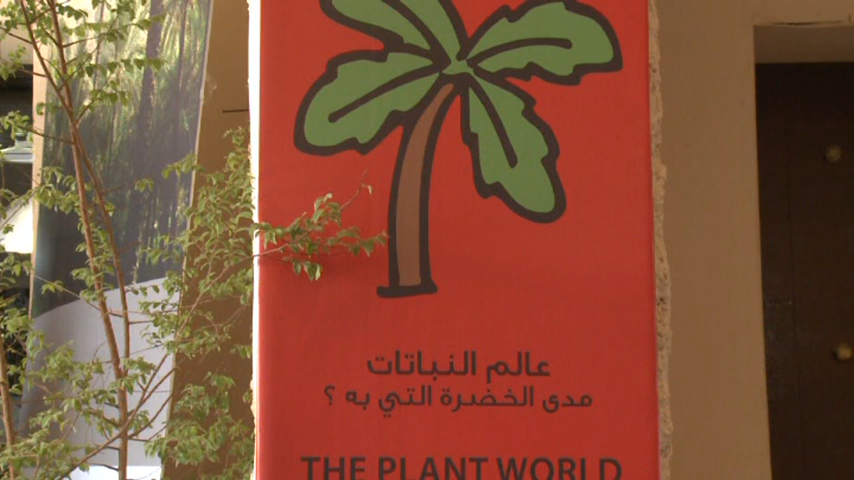 عالم النباتات
مدى الخضرة التي به ؟
THE PLANT WORLD